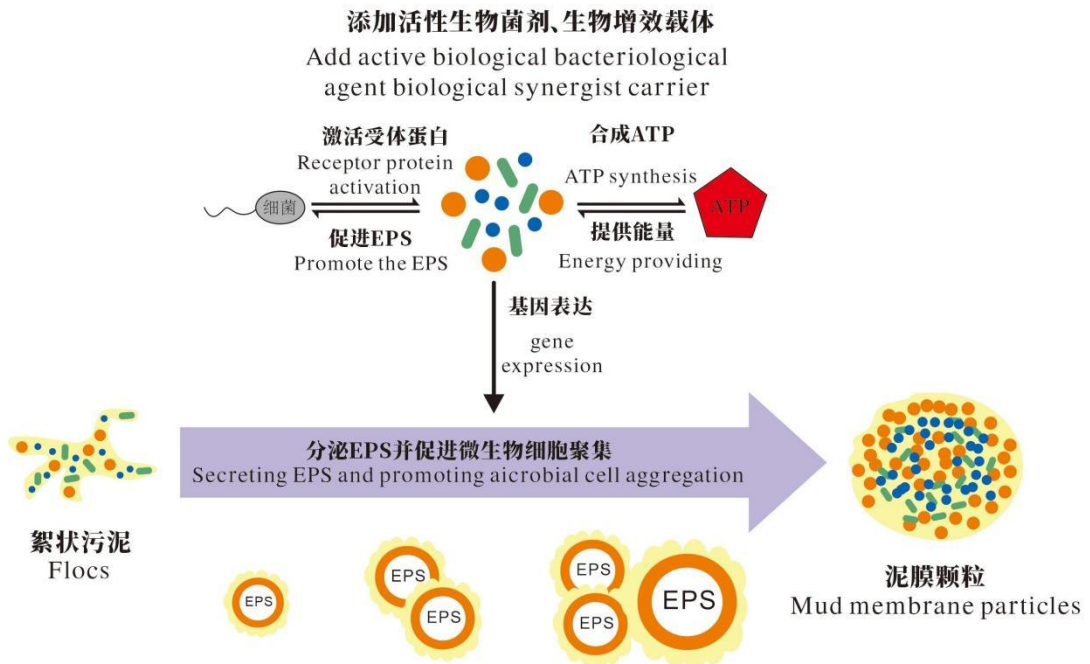 添加活性生物菌剂、生物增效载体
Add active biological bacteriological
agent biological synergist carrier
激活受体蛋白
Receptor protein
activation
细菌
促进EPS
Promote the EPS
合成ATP
ATP synthesis
ATP
提供能量
Energy providing
基因表达
gene
expression
分泌EPS并促进微生物细胞聚集
Secreting EPS and promoting aicrobial cell aggregation
絮状污泥
Flocs
EPS
EPS
EPS
EPS
EPS
EPS
泥膜颗粒
Mud membrane particles